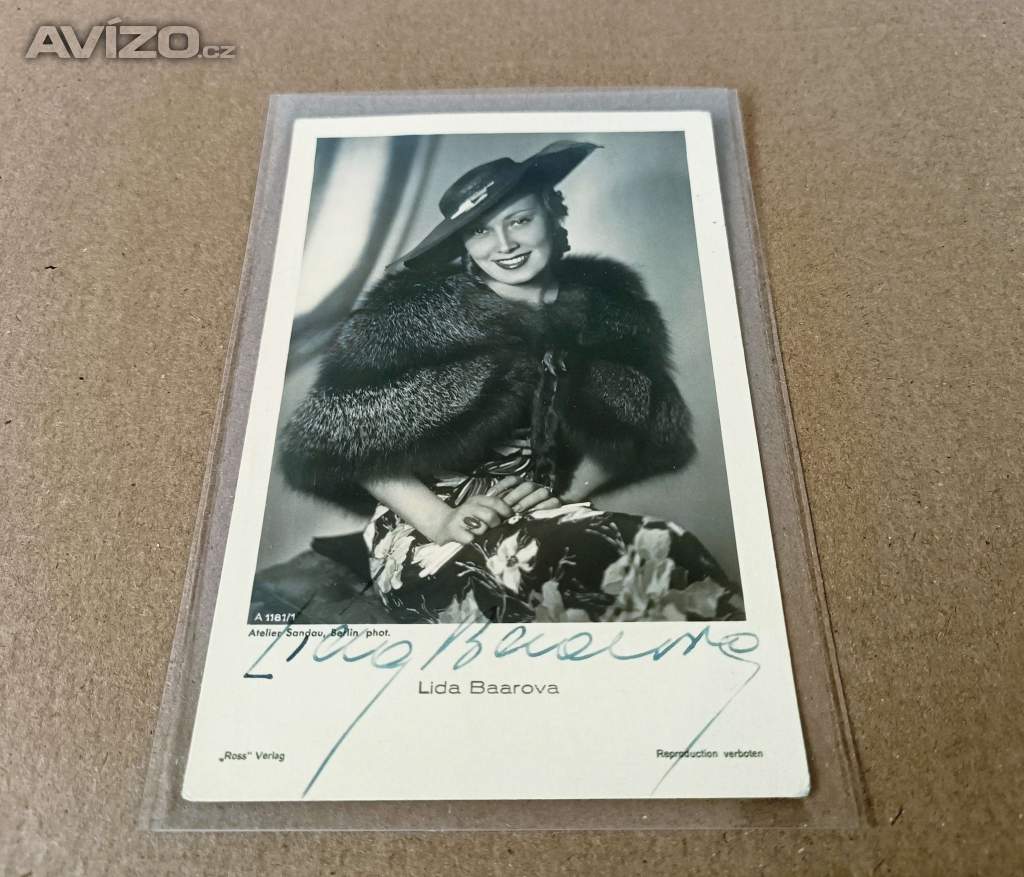 AVÍZO.cz
A 1181/1
Atelier Sandau, Berlin phot.
Lida Baarova
Lida Baarova
„Ross" Verlag
Reproduction verboten